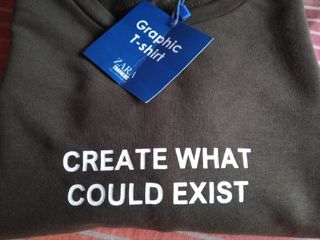 Graphic
T-shirt
ZARA
CREATE WHAT
COULD EXIST